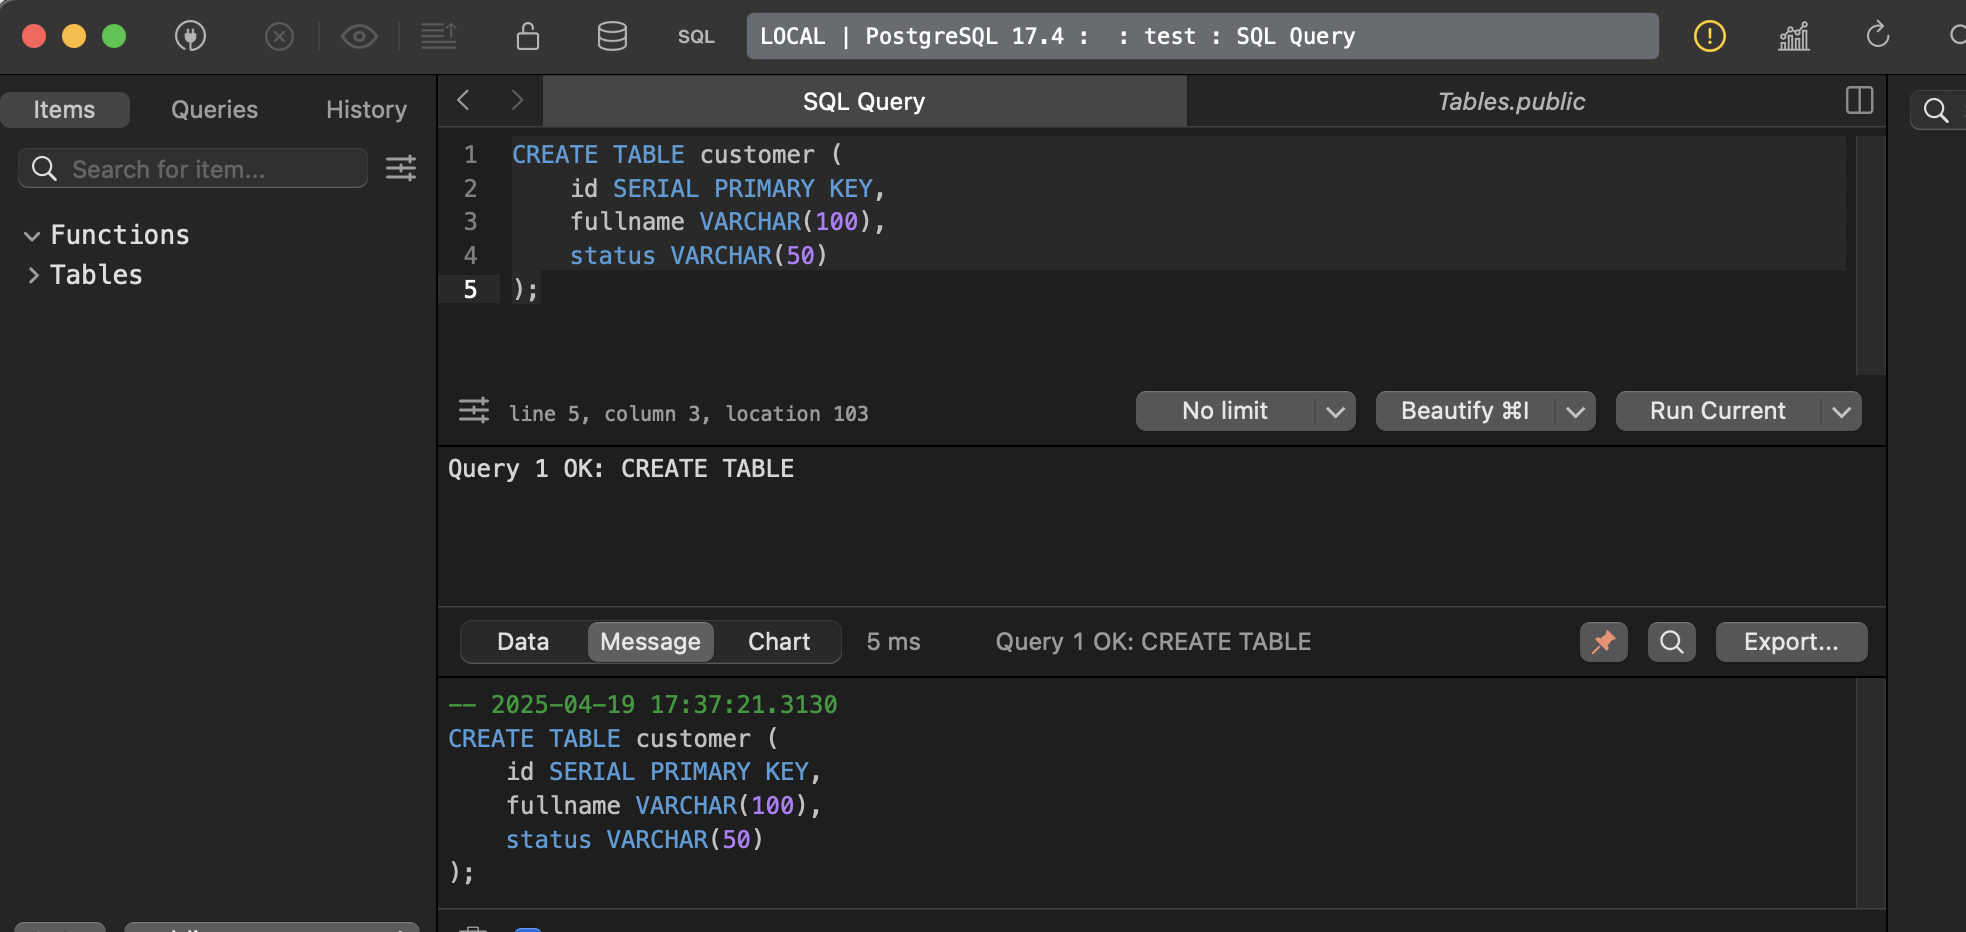 SQL
LOCAL | PostgreSQL 17.4 :  : test : SQL Query
Items
Queries
History
SQL Query
Tables.public
Search for item...
Functions
Tables
1 CREATE TABLE customer (
2 id SERIAL PRIMARY KEY,
3 fullname VARCHAR(100),
4 status VARCHAR(50)
5 );
line 5, column 3, location 103
No limit
Beautify ⌘I
Run Current
Query 1 OK: CREATE TABLE
Data
Message
Chart
5 ms
Query 1 OK: CREATE TABLE
Export...
-- 2025-04-19 17:37:21.3130
CREATE TABLE customer (
id SERIAL PRIMARY KEY,
fullname VARCHAR(100),
status VARCHAR(50)
);